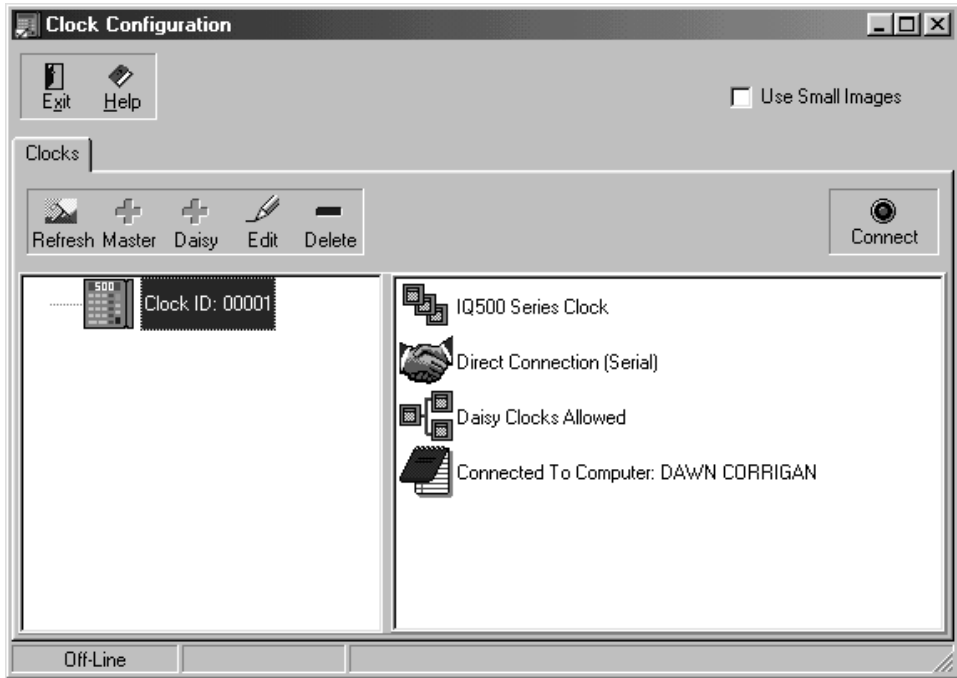 Clock Configuration
Exit Help
Use Small Images
Clocks
Refresh Master Daisy Edit Delete
Connect
500
Clock ID: 00001
IQ500 Series Clock
Direct Connection (Serial)
Daisy Clocks Allowed
Connected To Computer: DAWN CORRIGAN
Off-Line